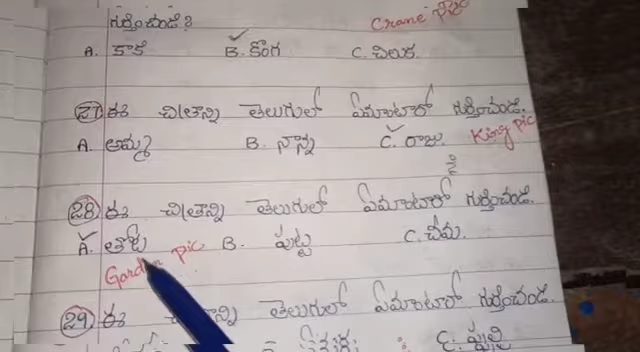 గుర్తించండి?
Crane pic
A. కాకి B. కొంగ C. చిలుక
27) ఈ చిత్రాన్ని తెలుగులో ఏమంటారో గుర్తించండి.
A. అమ్మ B. నాన్న C. రాజు King pic
28) ఈ చిత్రాన్ని తెలుగులో ఏమంటారో గుర్తించండి.
A. తోట B. పుట్ట C. చీమ.
Garden pic
29) ఈ తెలుగులో ఏమంటారో గుర్తించండి.